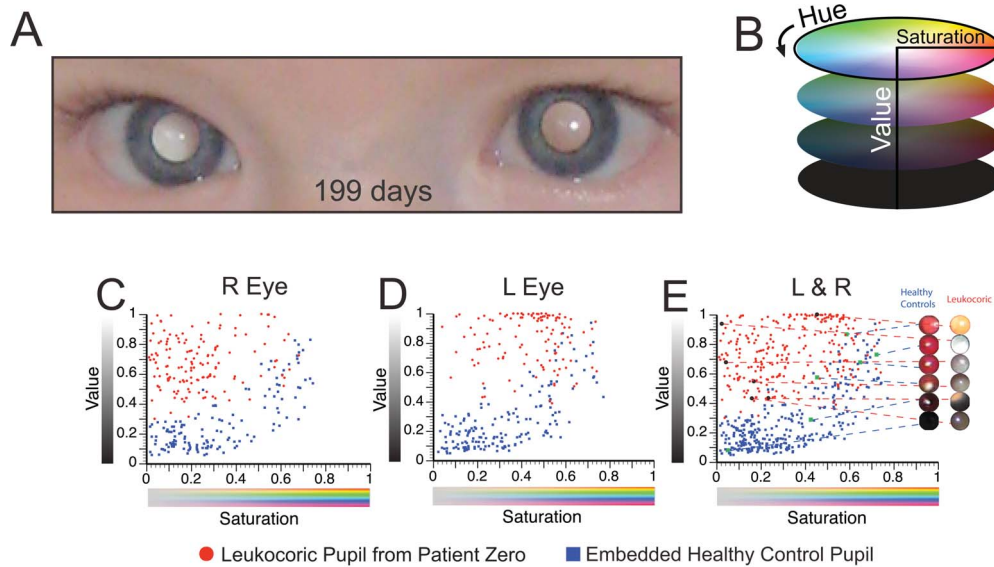 A
199 days
B
Hue
Saturation
Value
C
R Eye
Value
1
0.8
0.6
0.4
0.2
0
0
0.2
0.4
0.6
0.8
1
Saturation
D
L Eye
Value
1
0.8
0.6
0.4
0.2
0
0
0.2
0.4
0.6
0.8
1
Saturation
E
L & R
Healthy
Controls
Leukocoric
Value
1
0.8
0.6
0.4
0.2
0
0
0.2
0.4
0.6
0.8
1
Saturation
Leukocoric Pupil from Patient Zero
Embedded Healthy Control Pupil